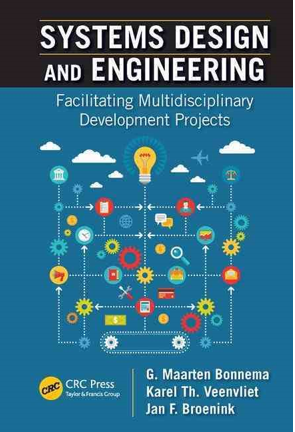 SYSTEMS DESIGN
AND ENGINEERING
Facilitating Multidisciplinary
Development Projects
CRC
CRC Press
Taylor & Francis Group
G. Maarten Bonnema
Karel Th. Veenvliet
Jan F. Broenink